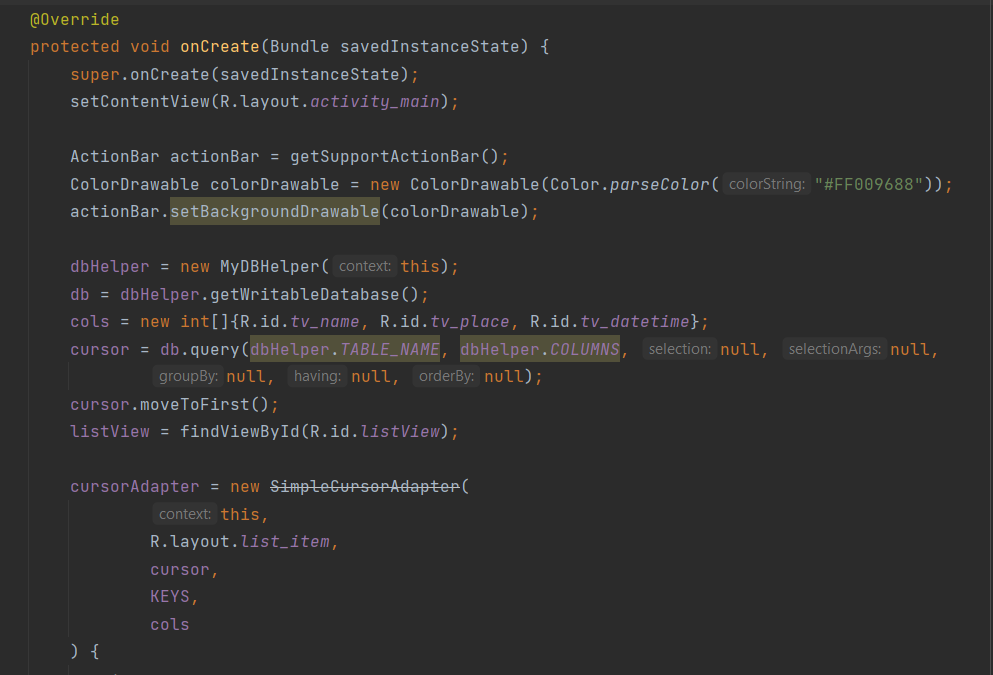 @Override
protected void onCreate(Bundle savedInstanceState) {
super.onCreate(savedInstanceState);
setContentView(R.layout.activity_main);
ActionBar actionBar = getSupportActionBar();
ColorDrawable colorDrawable = new ColorDrawable(Color.parseColor( colorString: "#FF009688"));
actionBar.setBackgroundDrawable(colorDrawable);
dbHelper = new MyDBHelper( context: this);
db = dbHelper.getWritableDatabase();
cols = new int[]{R.id.tv_name, R.id.tv_place, R.id.tv_datetime};
cursor = db.query(dbHelper.TABLE_NAME, dbHelper.COLUMNS, selection: null, selectionArgs: null,
groupBy: null, having: null, orderBy: null);
cursor.moveToFirst();
listView = findViewById(R.id.listView);
cursorAdapter = new SimpleCursorAdapter(
context: this,
R.layout.list_item,
cursor,
KEYS,
cols
) {